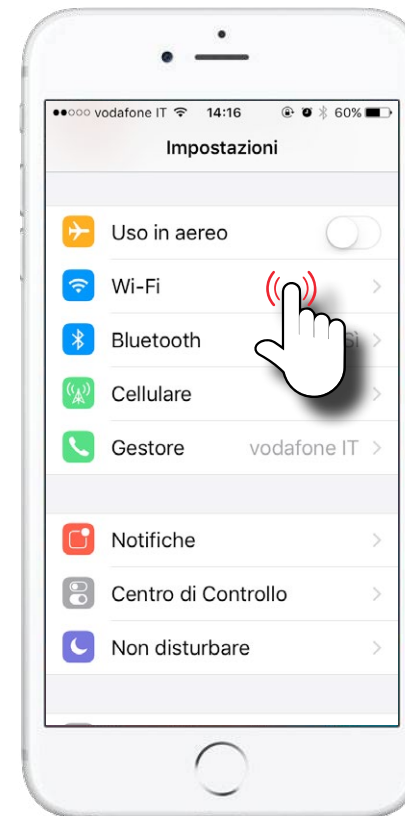 vodafone IT 14:16 60%
Impostazioni
Uso in aereo
Wi-Fi
Bluetooth Sì
Cellulare
Gestore vodafone IT
Notifiche
Centro di Controllo
Non disturbare